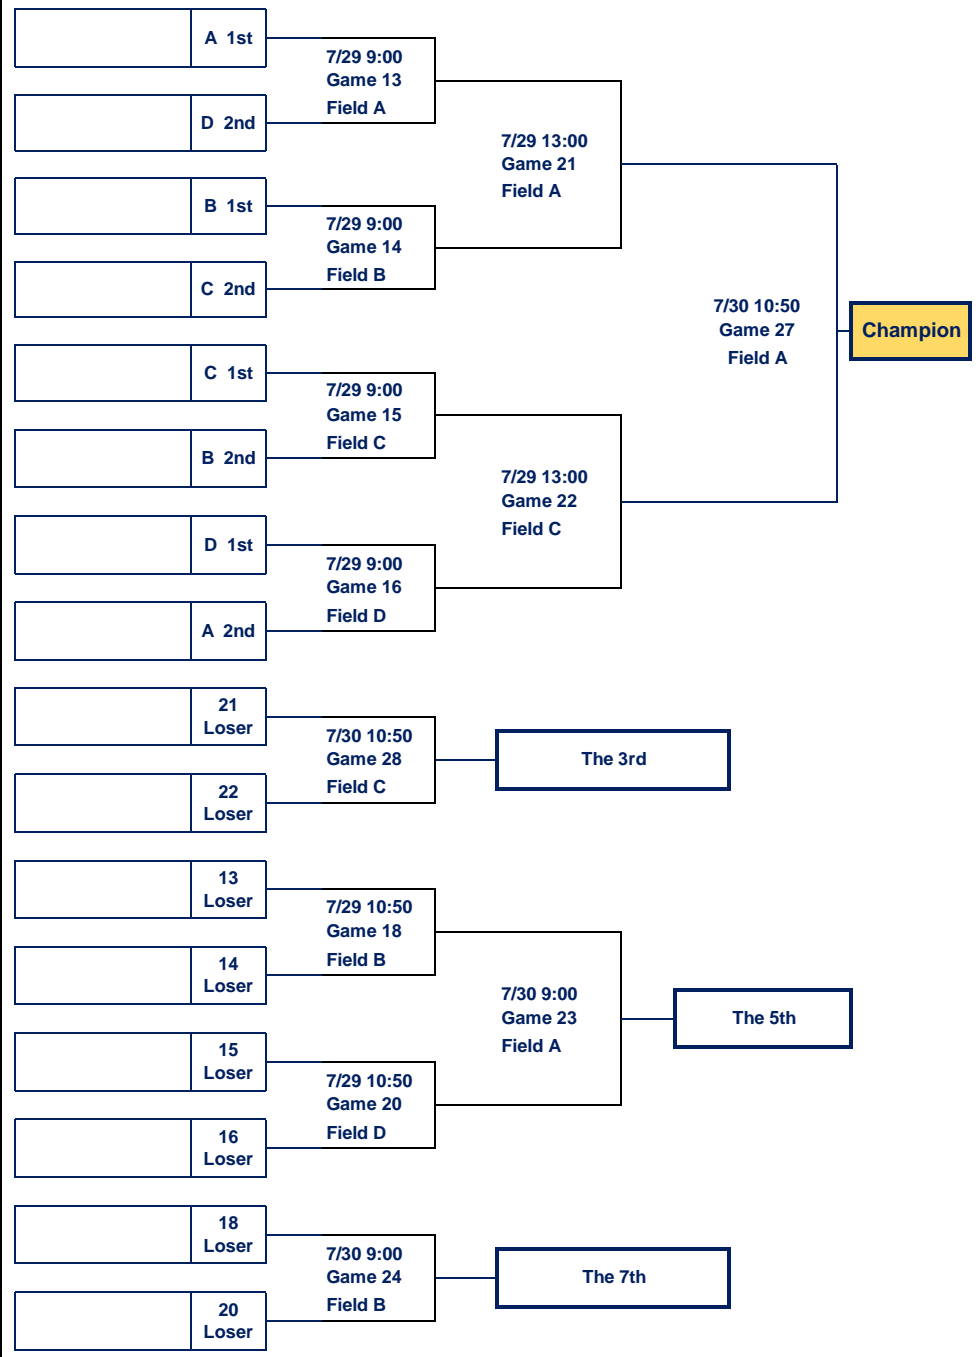 A 1st
7/29 9:00
Game 13
Field A
D 2nd
7/29 13:00
Game 21
Field A
B 1st
7/29 9:00
Game 14
Field B
C 2nd
7/30 10:50
Game 27
Field A
Champion
C 1st
7/29 9:00
Game 15
Field C
B 2nd
7/29 13:00
Game 22
Field C
D 1st
7/29 9:00
Game 16
Field D
A 2nd
21
Loser
7/30 10:50
Game 28
Field C
The 3rd
22
Loser
13
Loser
7/29 10:50
Game 18
Field B
14
Loser
7/30 9:00
Game 23
Field A
The 5th
15
Loser
7/29 10:50
Game 20
Field D
16
Loser
18
Loser
7/30 9:00
Game 24
Field B
The 7th
20
Loser